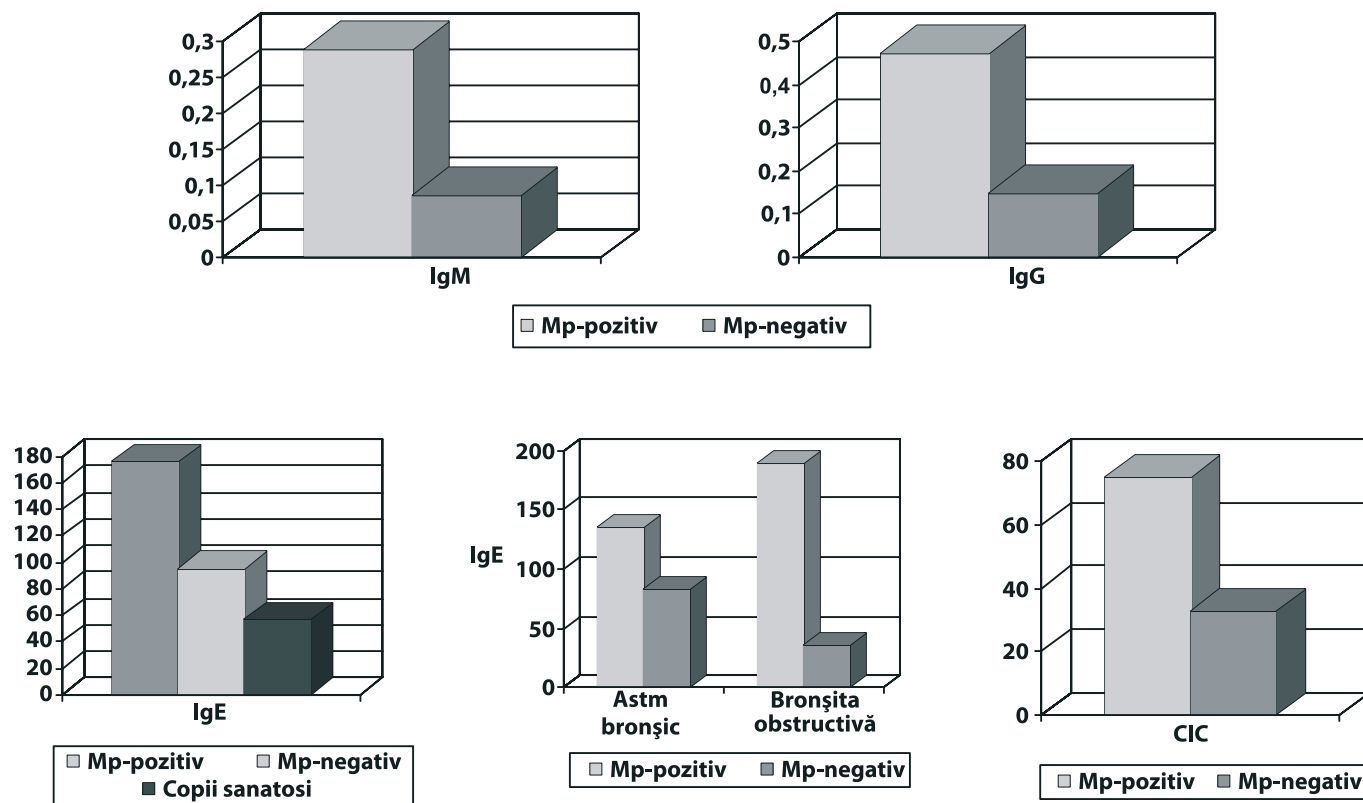 0,3
0,25
0,2
0,15
0,1
0,05
0
IgM
0,5
0,4
0,3
0,2
0,1
0
IgG
Mp-pozitiv Mp-negativ
180
160
140
120
100
80
60
40
20
0
IgE
Mp-pozitiv Mp-negativ
Copii sanatosi
200
150
100
50
0
IgE
Astm bronşic
Bronşita obstructivă
Mp-pozitiv Mp-negativ
80
60
40
20
0
CIC
Mp-pozitiv Mp-negativ